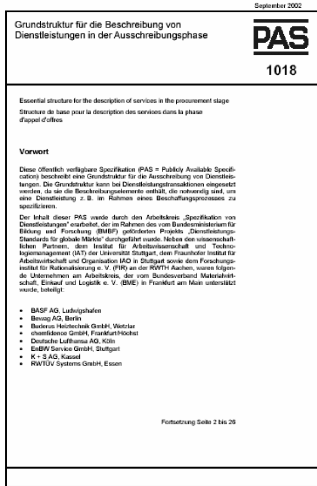 September 2002
Grundstruktur für die Beschreibung von
Dienstleistungen in der Ausschreibungsphase
PAS
1018
Essential structure for the description of services in the procurement stage
Structure de base pour la description des services dans la phase
d'appel d'offres
Vorwort
Diese öffentlich verfügbare Spezifikation (PAS = Publicly Available Specifi-
cation) beschreibt eine Grundstruktur für die Ausschreibung von Dienstleis-
tungen. Die Grundstruktur kann bei Dienstleistungstransaktionen eingesetzt
werden, da sie die Beschreibungselemente enthält, die notwendig sind, um
eine Dienstleistung z. B. im Rahmen eines Beschaffungsprozesses zu
spezifizieren.
Der Inhalt dieser PAS wurde durch den Arbeitskreis „Spezifikation von
Dienstleistungen" erarbeitet, der im Rahmen des vom Bundesministerium für
Bildung und Forschung (BMBF) geförderten Projekts „Dienstleistungs-
Standards für globale Märkte" durchgeführt wurde. Neben den wissenschaft-
lichen Partnern, dem Institut für Arbeitswissenschaft und Techno-
logiemanagement (IAT) der Universität Stuttgart, dem Fraunhofer Institut für
Arbeitswirtschaft und Organisation IAO in Stuttgart sowie dem Forschungs-
institut für Rationalisierung e. V. (FIR) an der RWTH Aachen, waren folgen-
de Unternehmen am Arbeitskreis, der vom Bundesverband Materialwirt-
schaft, Einkauf und Logistik e. V. (BME) in Frankfurt am Main unterstützt
wurde, beteiligt:
• BASF AG, Ludwigshafen
• Bewag AG, Berlin
• Buderus Heiztechnik GmbH, Wetzlar
• chemfidence GmbH, Frankfurt/Höchst
• Deutsche Lufthansa AG, Köln
• EnBW Service GmbH, Stuttgart
• K + S AG, Kassel
• RWTÜV Systems GmbH, Essen
Fortsetzung Seite 2 bis 26